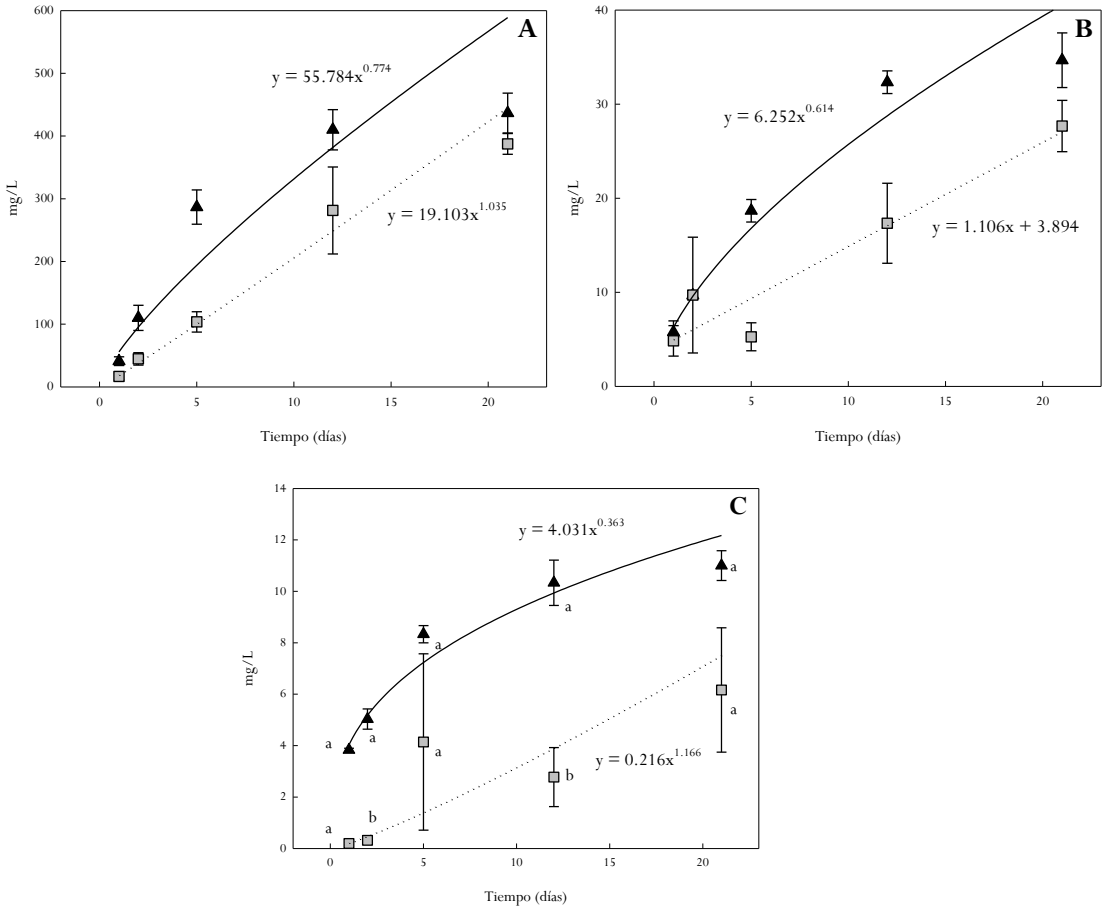 A
mg/L
600
500
400
300
200
100
0
y = 55.784x^0.774
y = 19.103x^1.035
0 5 10 15 20
Tiempo (días)
B
mg/L
40
30
20
10
0
y = 6.252x^0.614
y = 1.106x + 3.894
0 5 10 15 20
Tiempo (días)
C
mg/L
14
12
10
8
6
4
2
0
y = 4.031x^0.363
a a a a a
y = 0.216x^1.166
a b a b a
0 5 10 15 20
Tiempo (días)